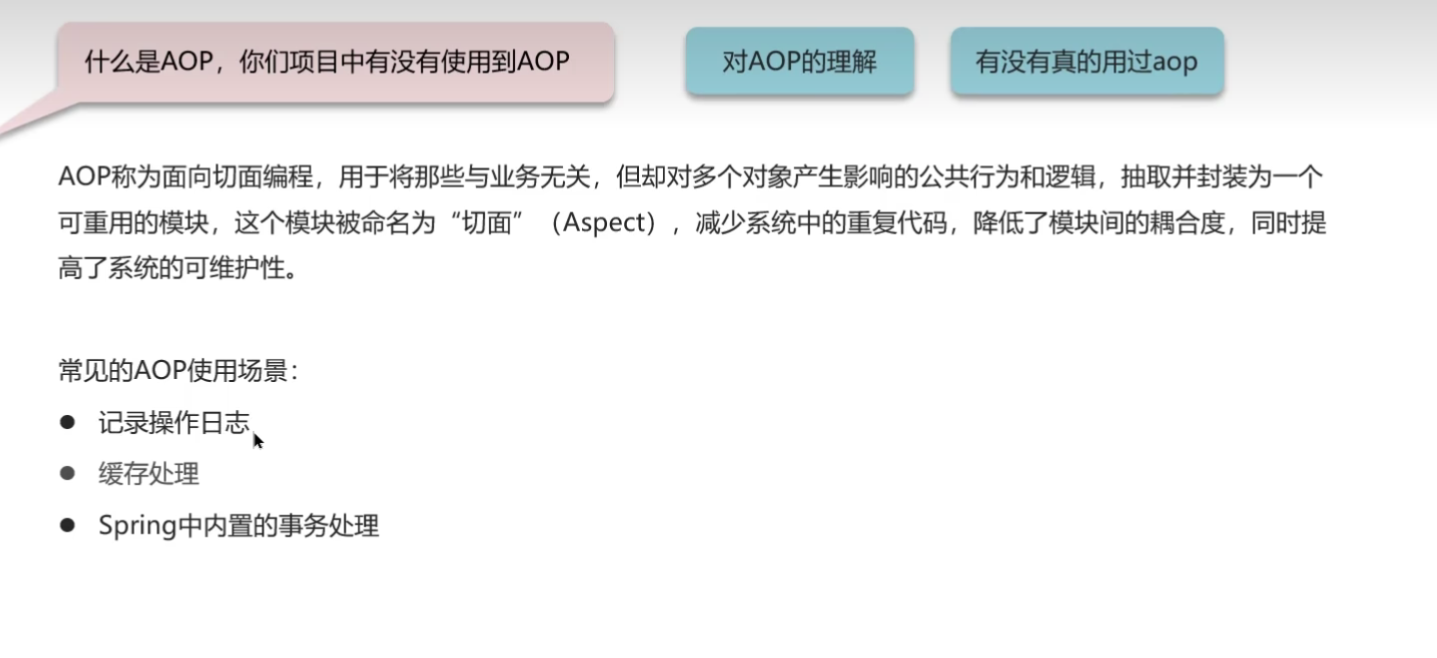 什么是AOP，你们项目中有没有使用到AOP
对AOP的理解
有没有真的用过aop
AOP称为面向切面编程，用于将那些与业务无关，但却对多个对象产生影响的公共行为和逻辑，抽取并封装为一个
可重用的模块，这个模块被命名为“切面”（Aspect），减少系统中的重复代码，降低了模块间的耦合度，同时提
高了系统的可维护性。
常见的AOP使用场景：
● 记录操作日志
● 缓存处理
● Spring中内置的事务处理